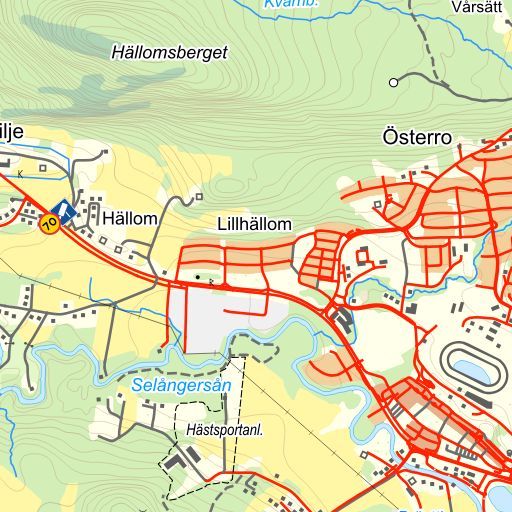 Kvarnb.
Vårsätt
Hällomsberget
ilje
Österro
K
70
Hällom
Lillhällom
K
Selångersån
Hästsportanl.